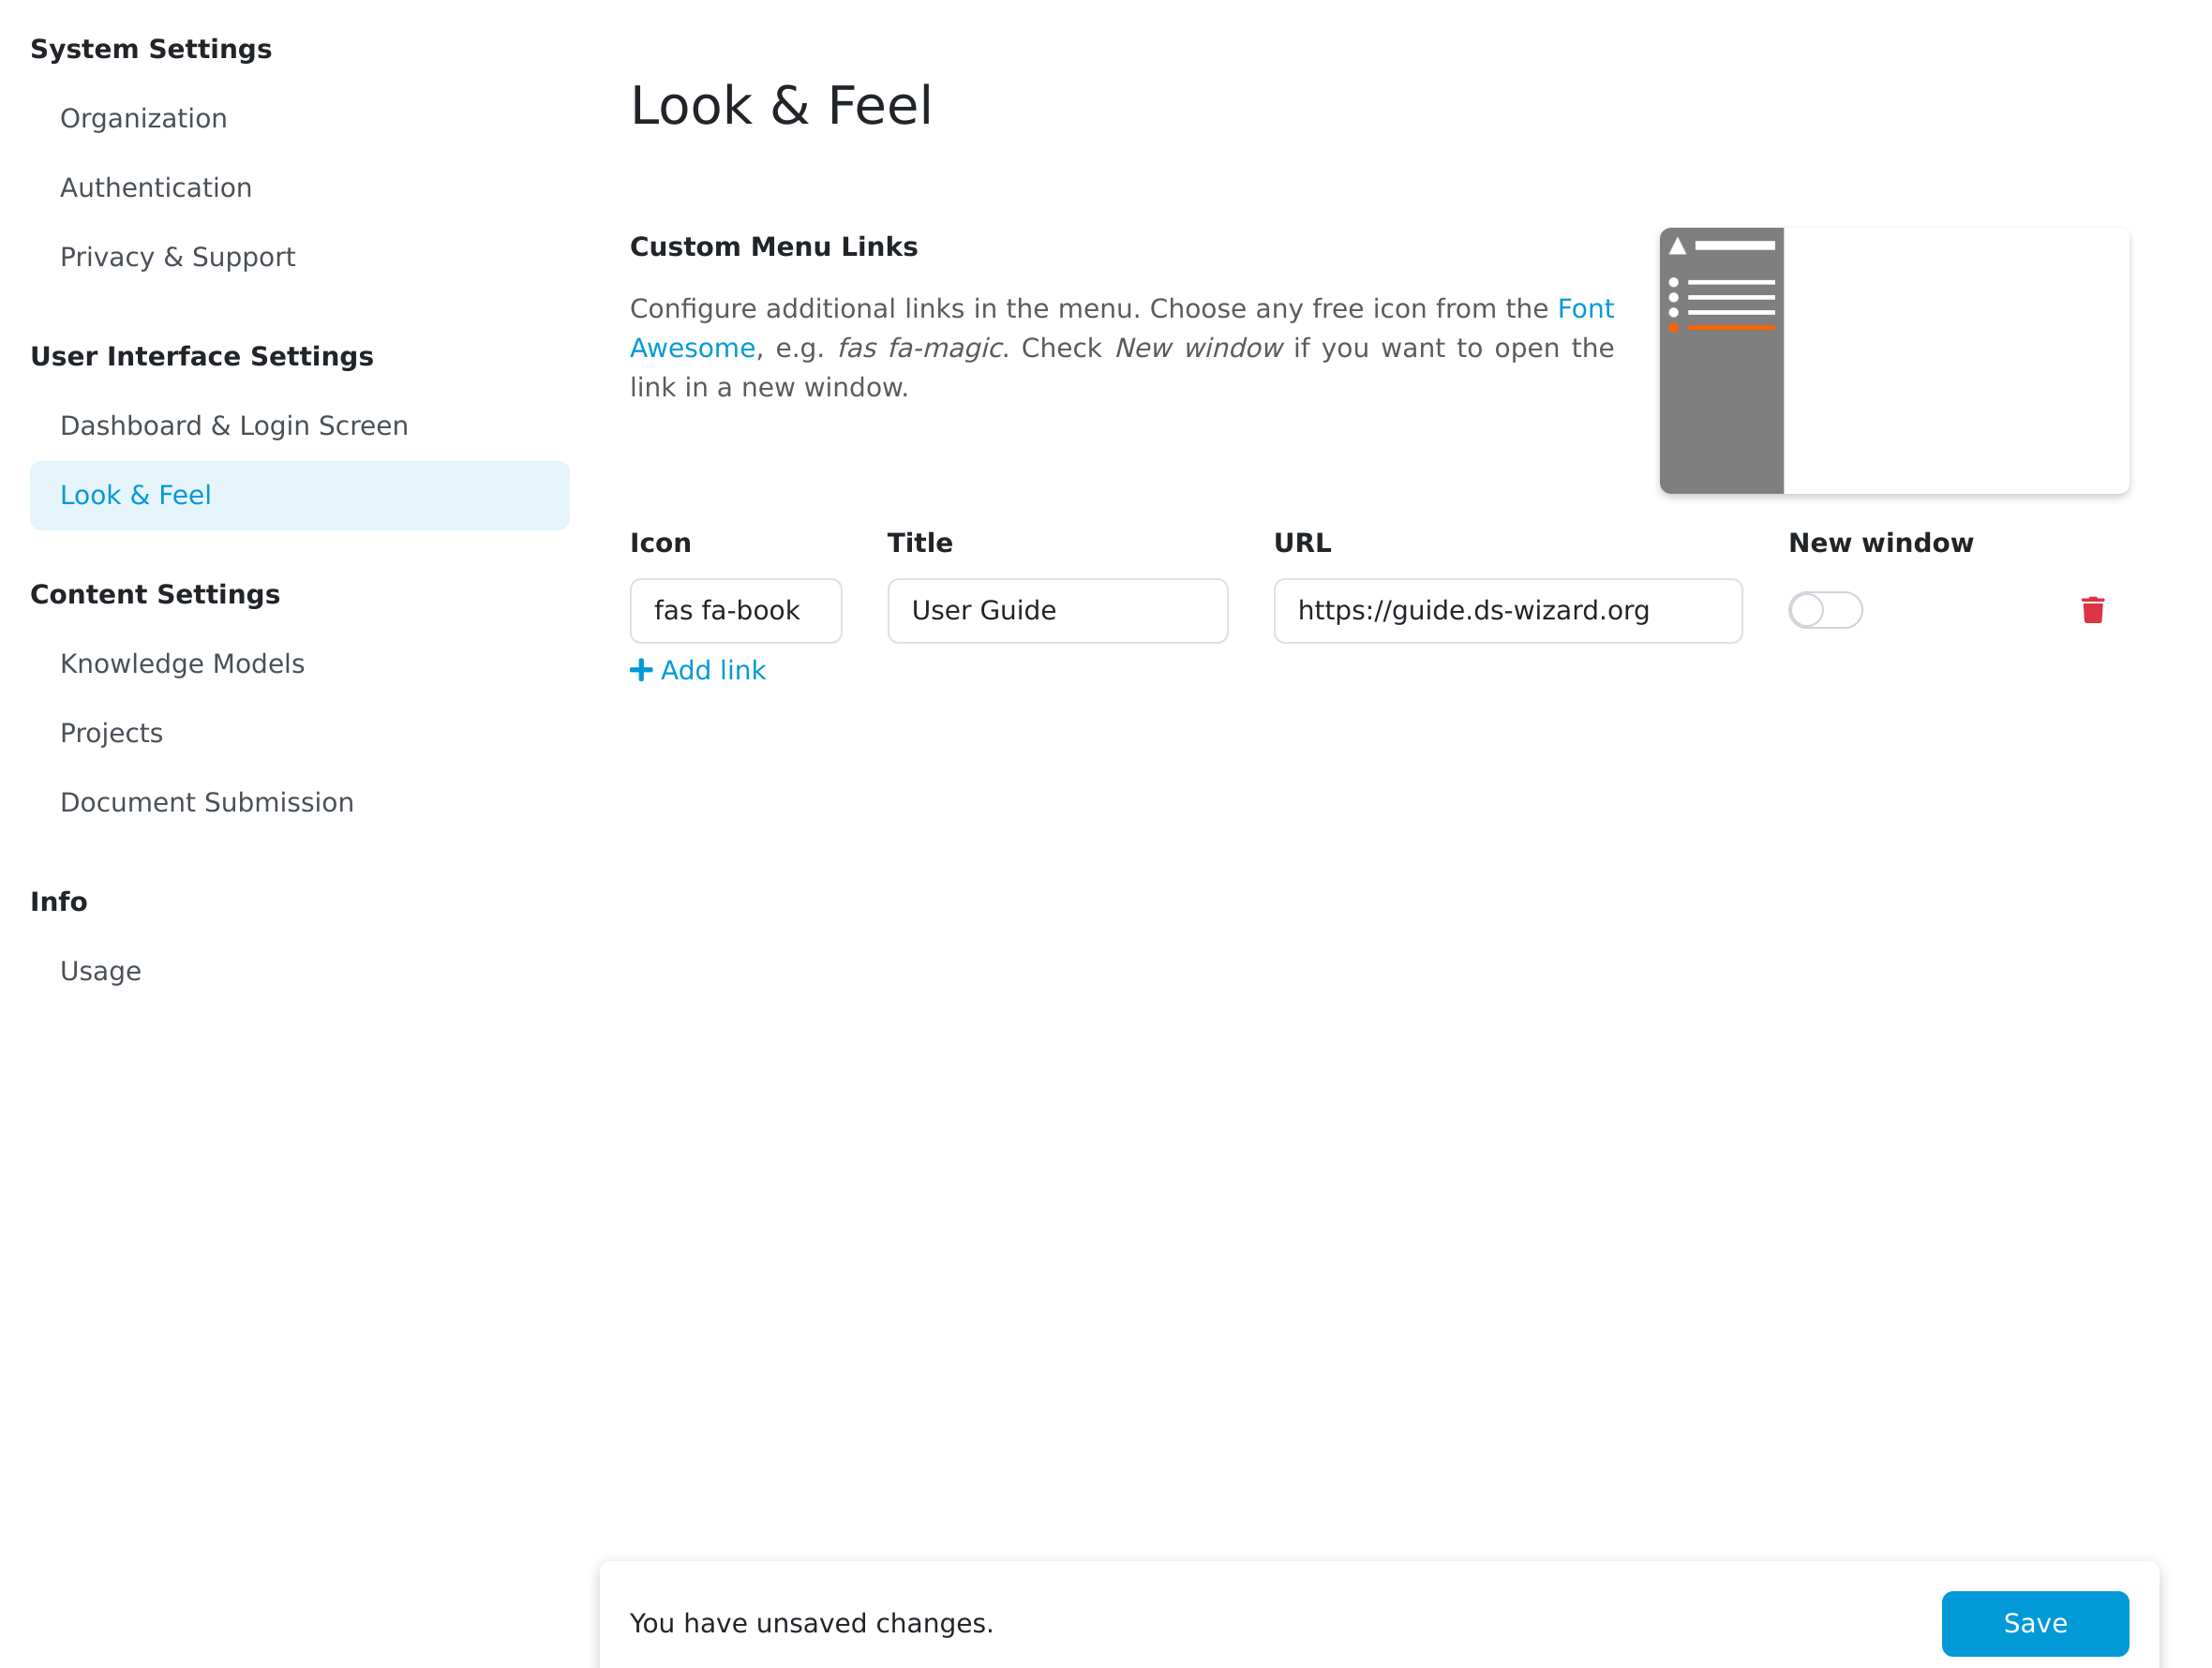 System Settings
Organization
Authentication
Privacy & Support
User Interface Settings
Dashboard & Login Screen
Look & Feel
Content Settings
Knowledge Models
Projects
Document Submission
Info
Usage
Look & Feel
Custom Menu Links
Configure additional links in the menu. Choose any free icon from the Font
Awesome, e.g. fas fa-magic. Check New window if you want to open the
link in a new window.
Icon Title URL New window
fas fa-book User Guide https://guide.ds-wizard.org
Add link
You have unsaved changes. Save